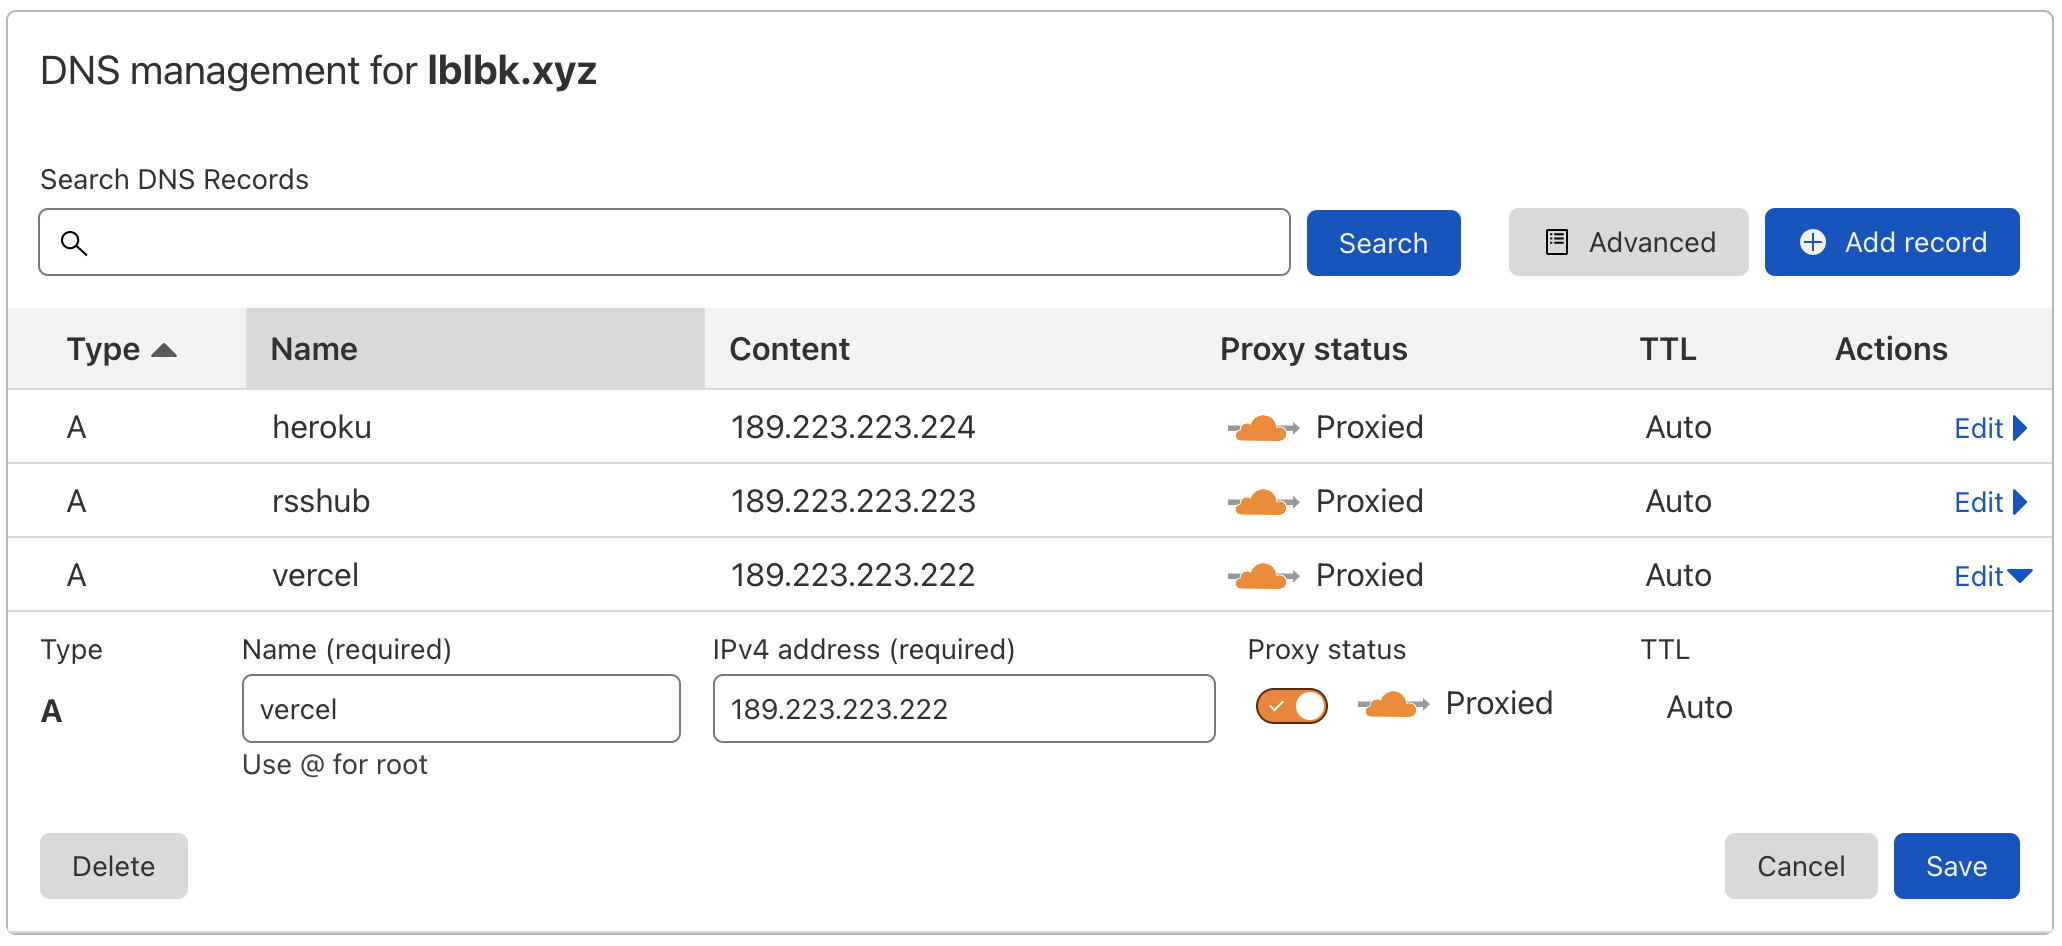 DNS management for lblbk.xyz
Search DNS Records
Search Advanced Add record
Type Name Content Proxy status TTL Actions
A heroku 189.223.223.224 Proxied Auto Edit
A rsshub 189.223.223.223 Proxied Auto Edit
A vercel 189.223.223.222 Proxied Auto Edit
Type Name (required) IPv4 address (required) Proxy status TTL
A vercel 189.223.223.222 Proxied Auto
Use @ for root
Delete Cancel Save